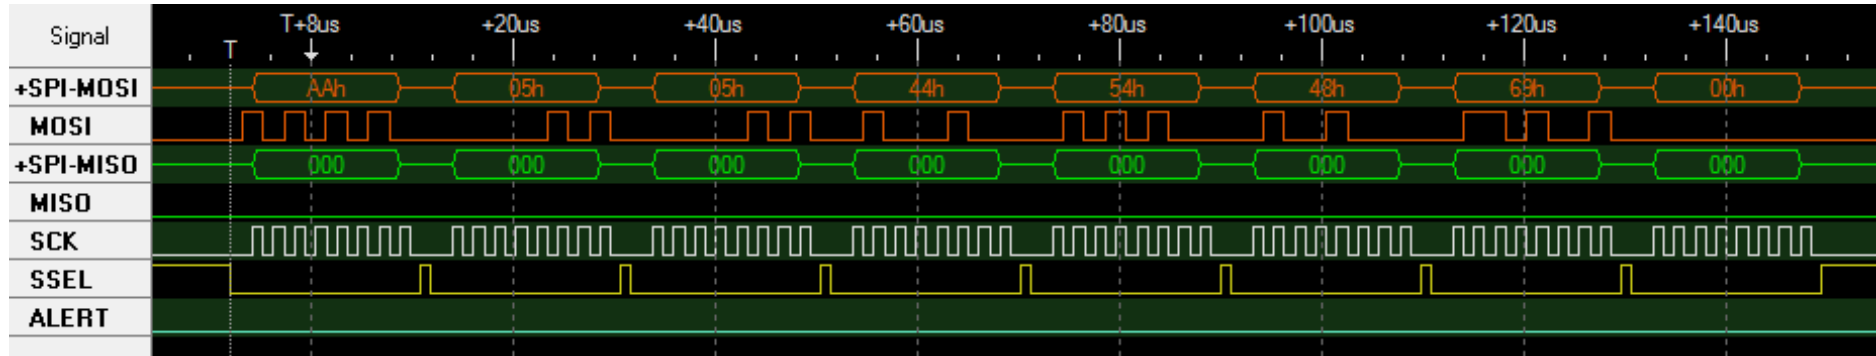 Signal T T+8us +20us +40us +60us +80us +100us +120us +140us
+SPI-MOSI AAh 05h 05h 44h 54h 48h 69h 00h
MOSI
+SPI-MISO 000 000 000 000 000 000 000 000
MISO
SCK
SSEL
ALERT